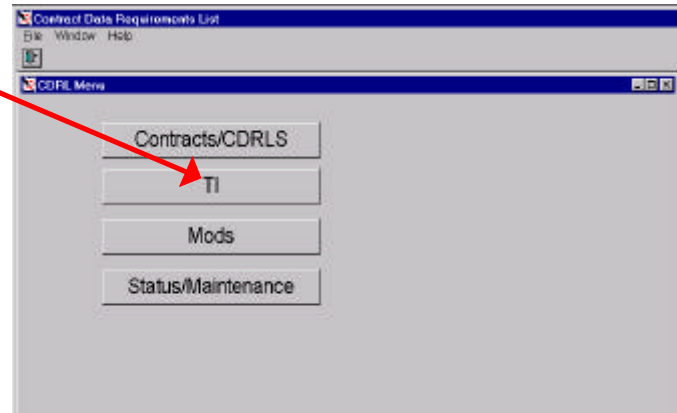 Contract Data Requirements List
File Window Help
CDRL Menu
Contracts/CDRLS
TI
Mods
Status/Maintenance